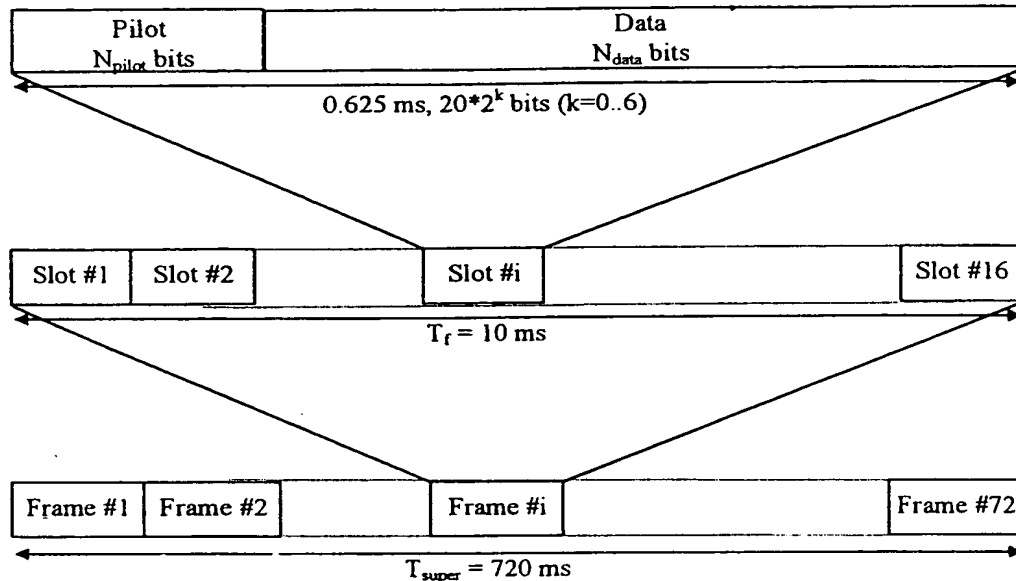 Pilot
N_pilot bits
Data
N_data bits
0.625 ms, 20*2^k bits (k=0..6)
Slot #1
Slot #2
Slot #i
Slot #16
T_f = 10 ms
Frame #1
Frame #2
Frame #i
Frame #72
T_super = 720 ms